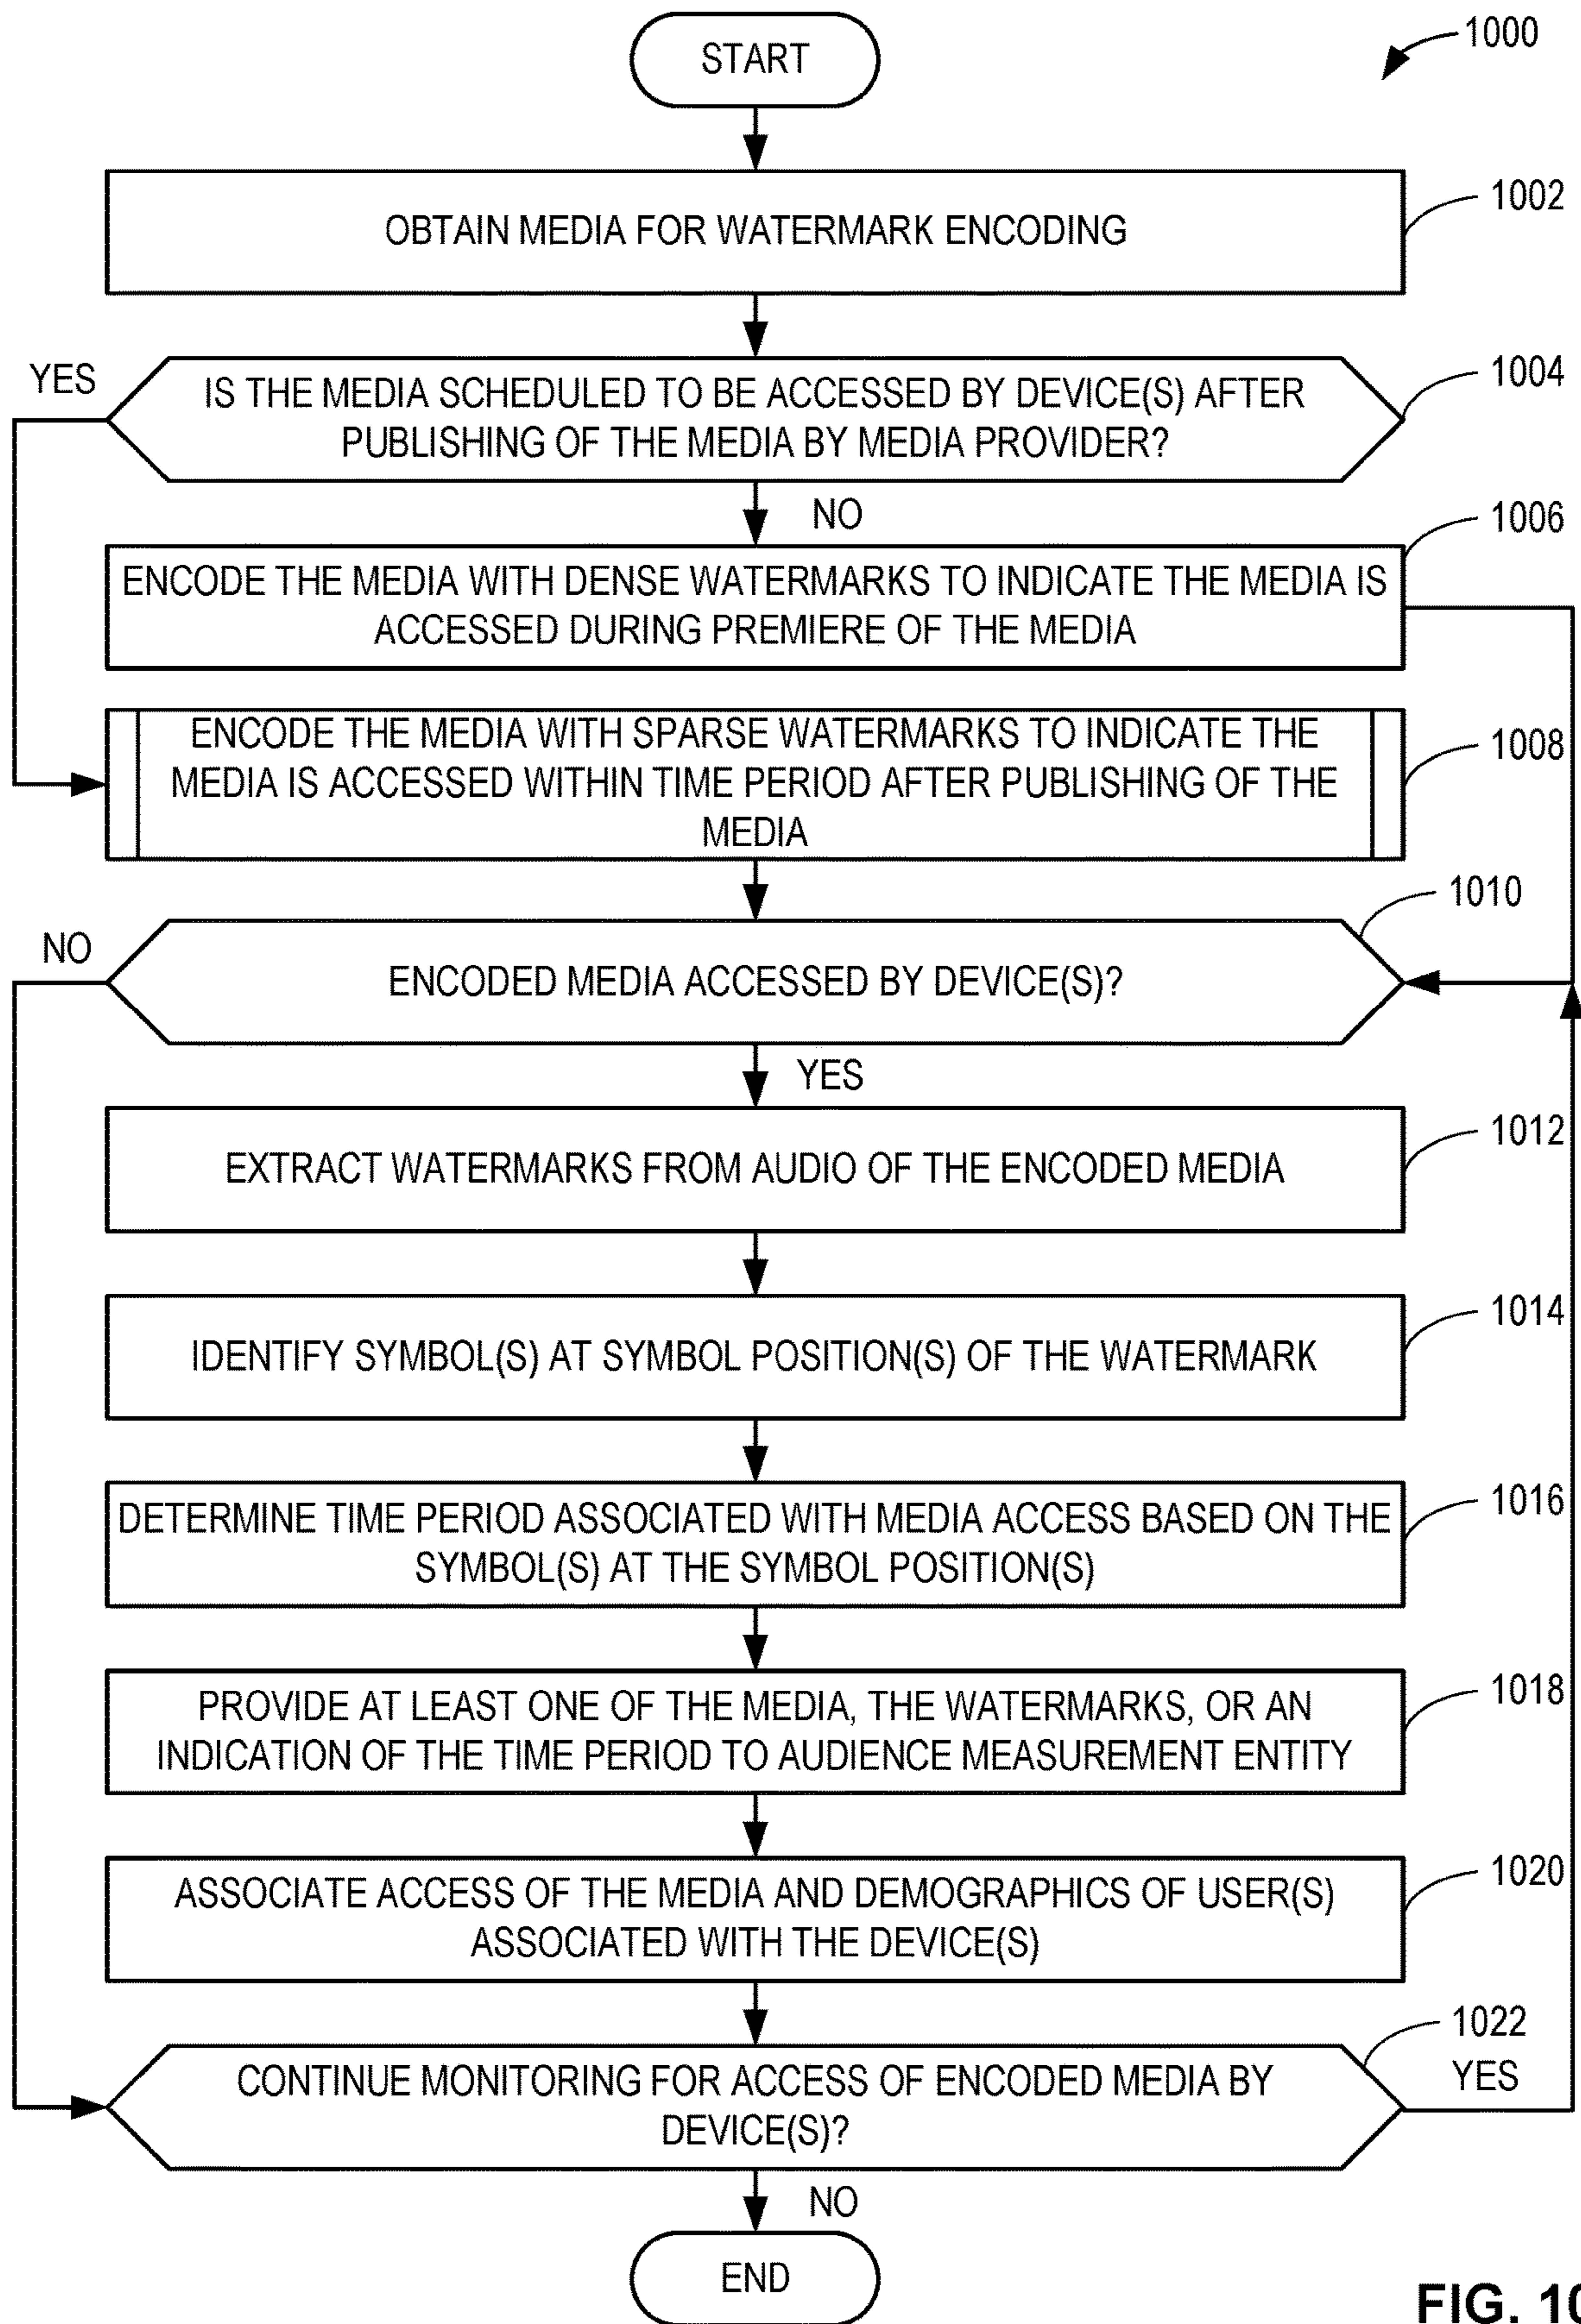 START
1000
OBTAIN MEDIA FOR WATERMARK ENCODING
1002
YES
IS THE MEDIA SCHEDULED TO BE ACCESSED BY DEVICE(S) AFTER
PUBLISHING OF THE MEDIA BY MEDIA PROVIDER?
1004
NO
1006
ENCODE THE MEDIA WITH DENSE WATERMARKS TO INDICATE THE MEDIA IS
ACCESSED DURING PREMIERE OF THE MEDIA
ENCODE THE MEDIA WITH SPARSE WATERMARKS TO INDICATE THE
MEDIA IS ACCESSED WITHIN TIME PERIOD AFTER PUBLISHING OF THE
MEDIA
1008
1010
NO
ENCODED MEDIA ACCESSED BY DEVICE(S)?
YES
1012
EXTRACT WATERMARKS FROM AUDIO OF THE ENCODED MEDIA
1014
IDENTIFY SYMBOL(S) AT SYMBOL POSITION(S) OF THE WATERMARK
1016
DETERMINE TIME PERIOD ASSOCIATED WITH MEDIA ACCESS BASED ON THE
SYMBOL(S) AT THE SYMBOL POSITION(S)
1018
PROVIDE AT LEAST ONE OF THE MEDIA, THE WATERMARKS, OR AN
INDICATION OF THE TIME PERIOD TO AUDIENCE MEASUREMENT ENTITY
1020
ASSOCIATE ACCESS OF THE MEDIA AND DEMOGRAPHICS OF USER(S)
ASSOCIATED WITH THE DEVICE(S)
1022
YES
CONTINUE MONITORING FOR ACCESS OF ENCODED MEDIA BY
DEVICE(S)?
NO
END
FIG. 10